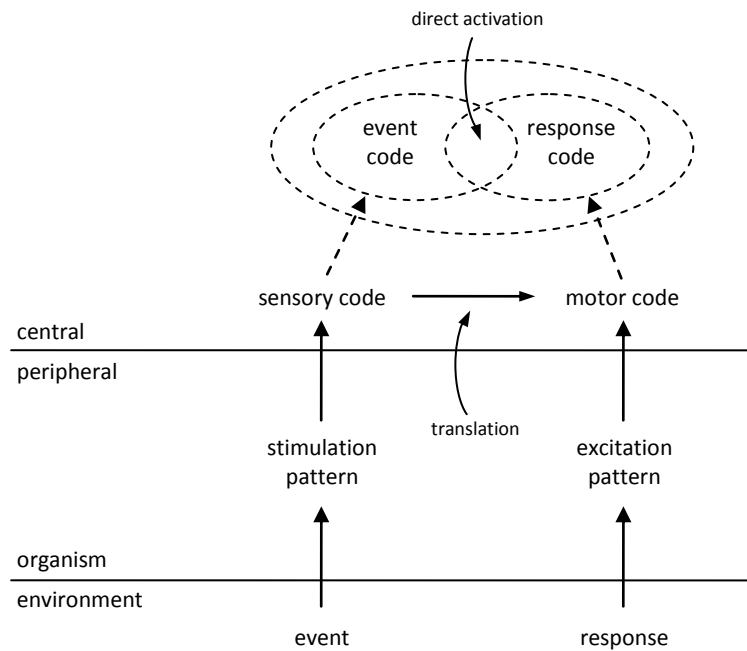 direct activation
event
code
response
code
sensory code
motor code
central
peripheral
translation
stimulation
pattern
excitation
pattern
organism
environment
event
response